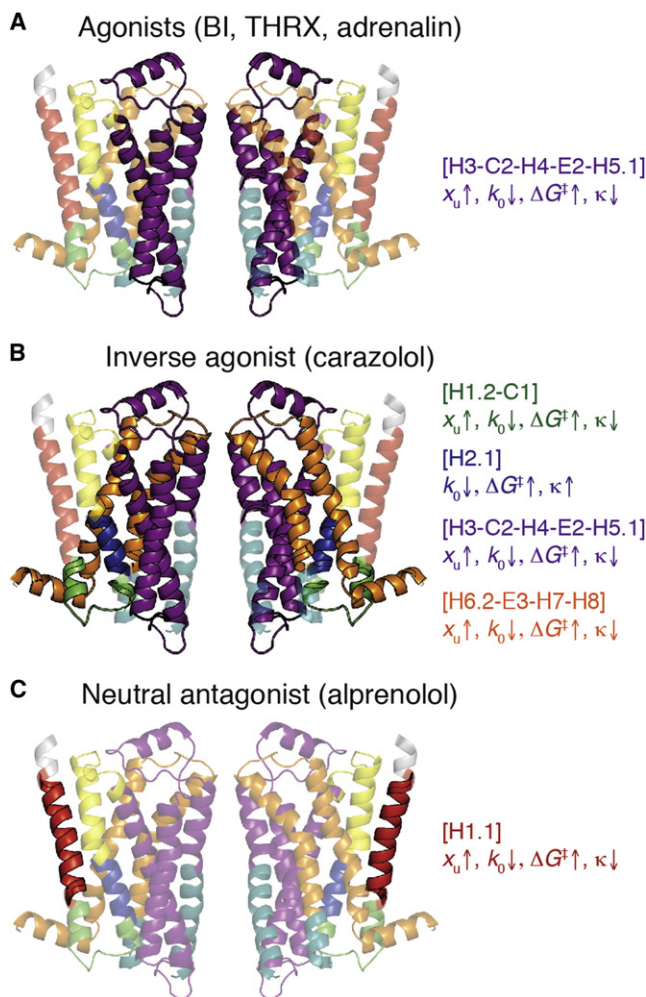 A Agonists (BI, THRX, adrenalin)
[H3-C2-H4-E2-H5.1]
xᵤ↑, k₀↓, ΔG‡↑, κ↓
B Inverse agonist (carazolol)
[H1.2-C1]
xᵤ↑, k₀↓, ΔG‡↑, κ↓
[H2.1]
k₀↓, ΔG‡↑, κ↑
[H3-C2-H4-E2-H5.1]
xᵤ↑, k₀↓, ΔG‡↑, κ↓
[H6.2-E3-H7-H8]
xᵤ↑, k₀↓, ΔG‡↑, κ↓
C Neutral antagonist (alprenolol)
[H1.1]
xᵤ↑, k₀↓, ΔG‡↑, κ↓